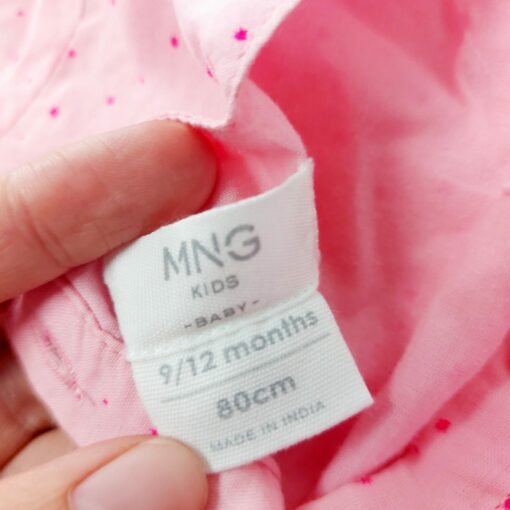 MNG
KIDS
-BABY-
9/12 months
80cm
MADE IN INDIA